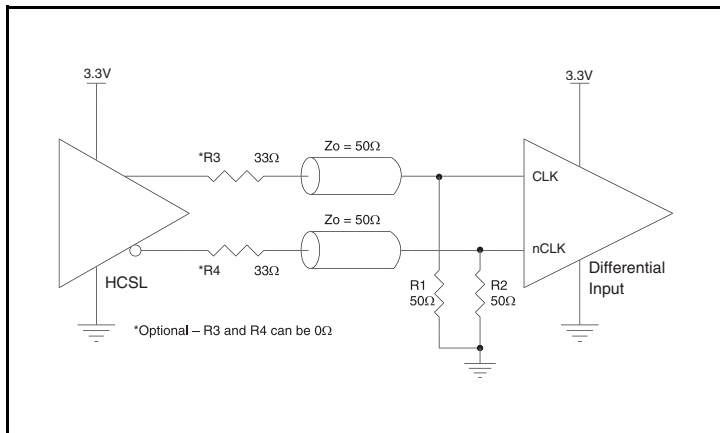 3.3V
3.3V
*R3
33Ω
Zo = 50Ω
CLK
Zo = 50Ω
nCLK
*R4
33Ω
HCSL
R1
50Ω
R2
50Ω
Differential
Input
*Optional – R3 and R4 can be 0Ω